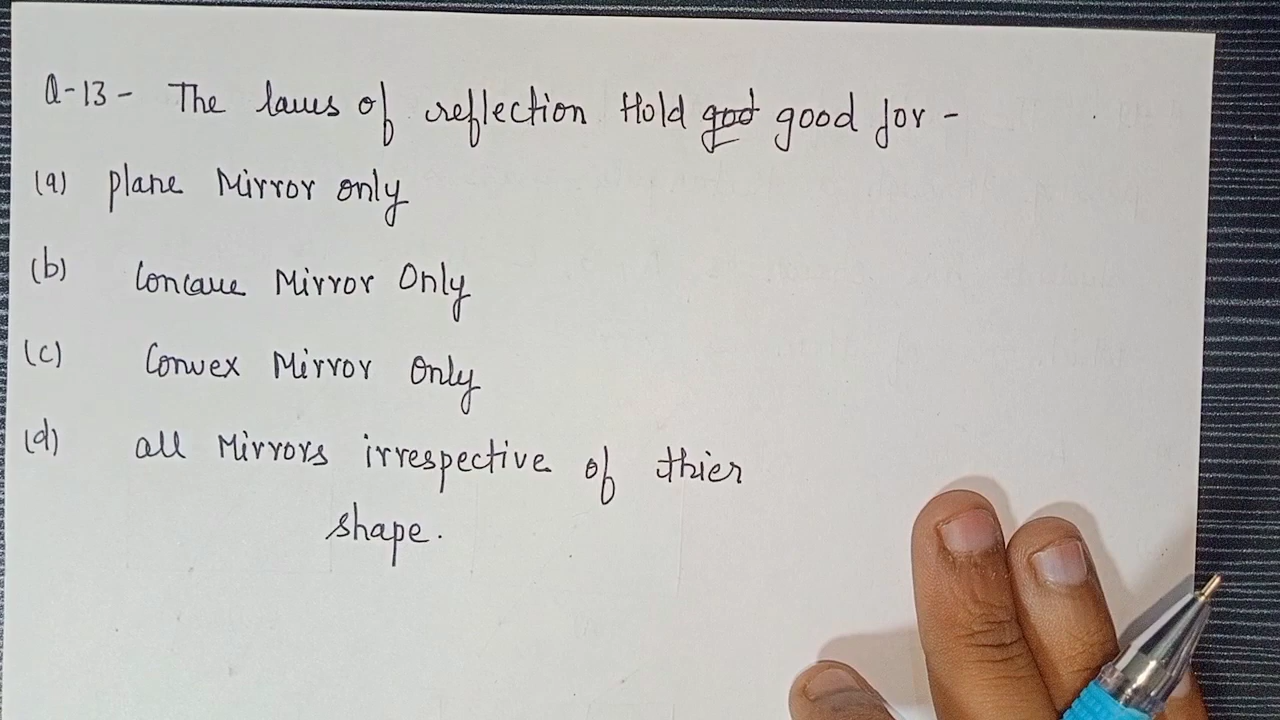 Q-13- The laws of reflection Hold god good for -
(a) plane Mirror only
(b) Concave Mirror Only
(c) Convex Mirror Only
(d) all Mirrors irrespective of thier
shape.